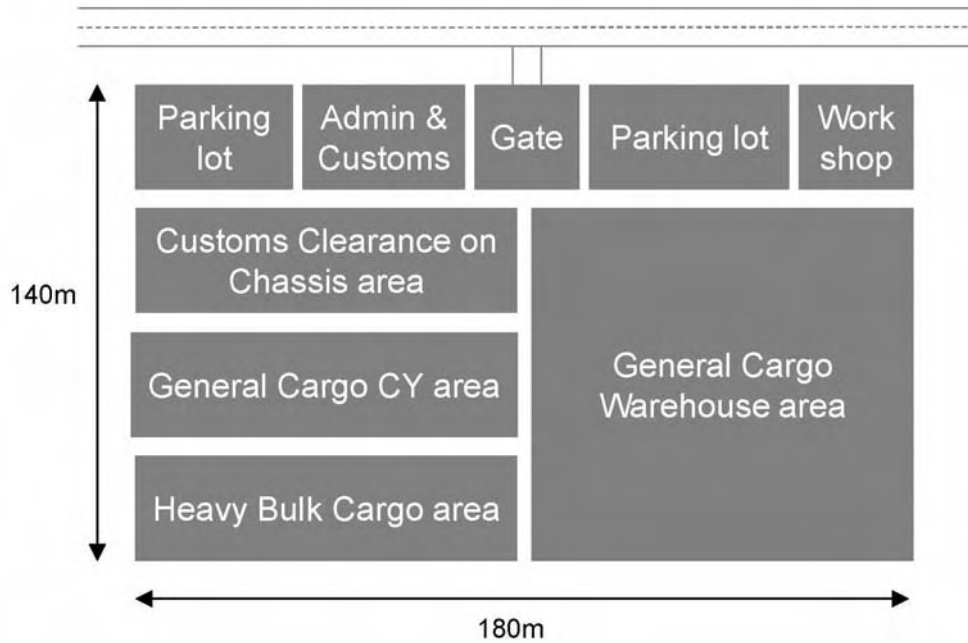 Parking
lot
Admin &
Customs
Gate
Parking lot
Work
shop
Customs Clearance on
Chassis area
140m
General Cargo CY area
General Cargo
Warehouse area
Heavy Bulk Cargo area
180m